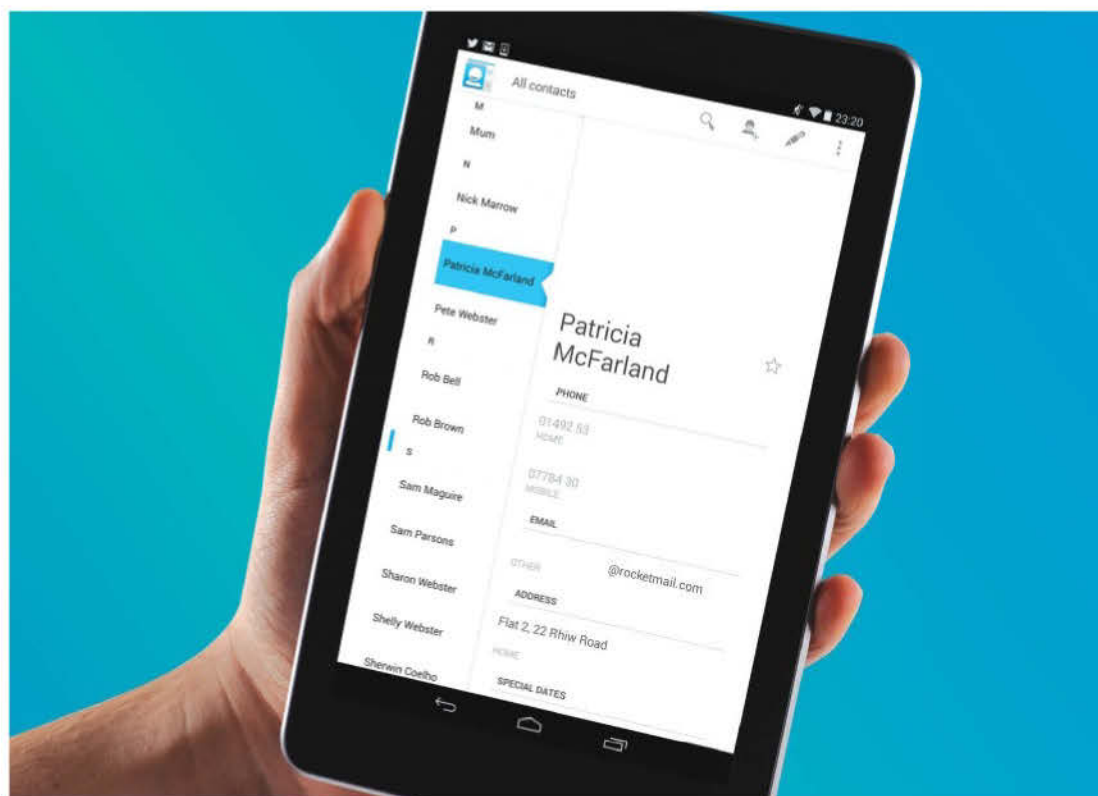 23:20
All contacts
M
Mum
N
Nick Marrow
P
Patricia McFarland
Pete Webster
R
Rob Bell
Rob Brown
S
Sam Maguire
Sam Parsons
Sharon Webster
Shelly Webster
Sherwin Coelho
Patricia
McFarland
PHONE
01492 53
HOME
07784 30
MOBILE
EMAIL
@rocketmail.com
OTHER
ADDRESS
Flat 2, 22 Rhiw Road
HOME
SPECIAL DATES